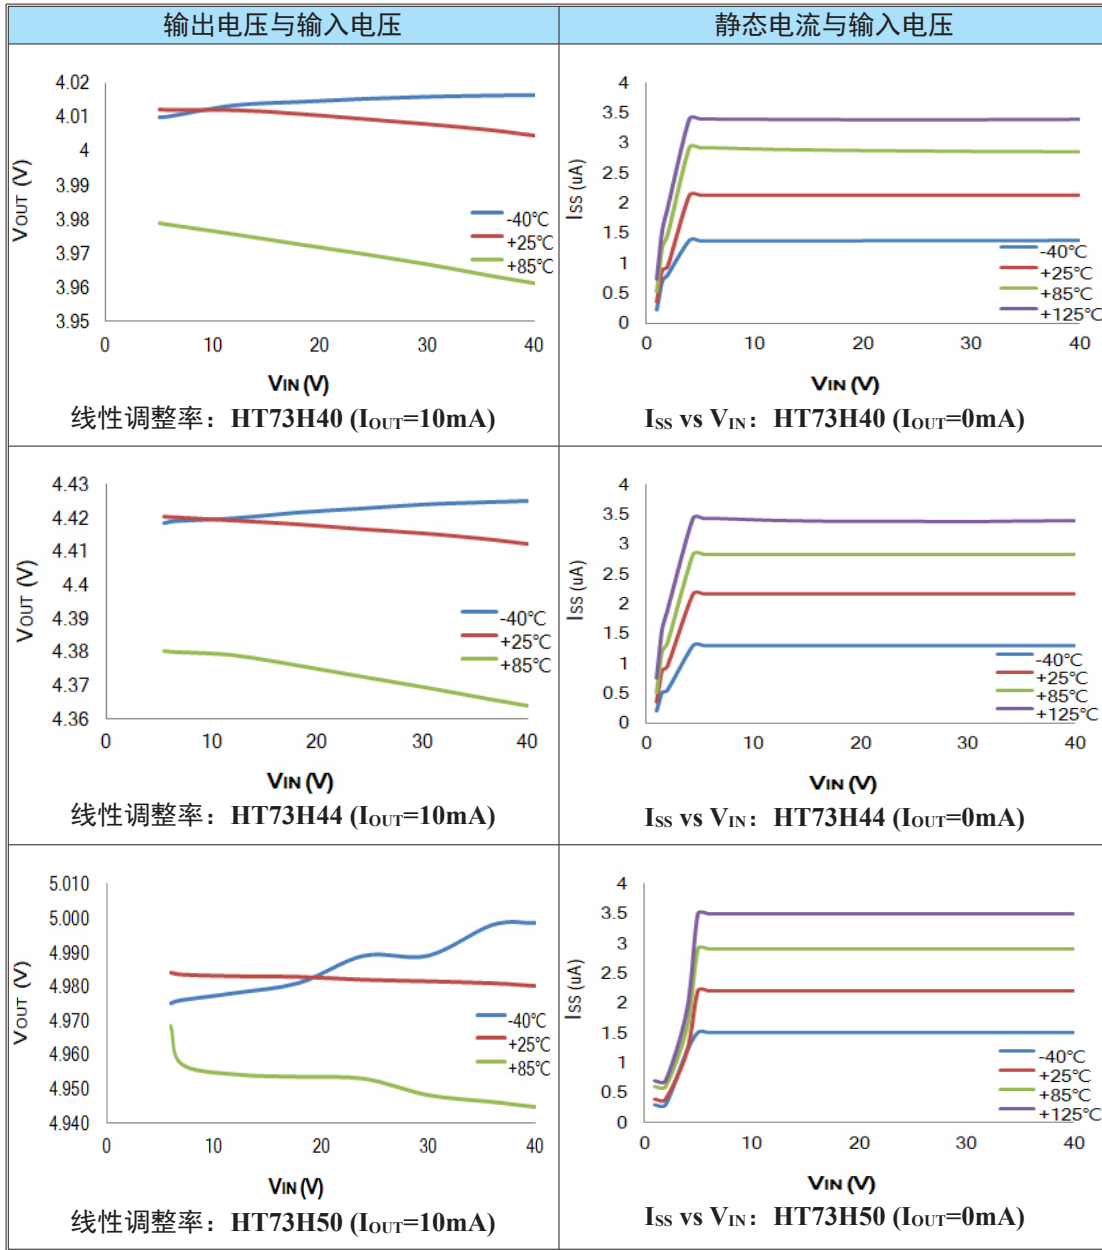 输出电压与输入电压
静态电流与输入电压
4.02
4.01
4
3.99
3.98
3.97
3.96
3.95
VOUT (V)
-40℃
+25℃
+85℃
0 10 20 30 40
VIN (V)
线性调整率：HT73H40 (IOUT=10mA)
4
3.5
3
2.5
2
1.5
1
0.5
0
ISS (uA)
-40℃
+25℃
+85℃
+125℃
0 10 20 30 40
VIN (V)
ISS vs VIN：HT73H40 (IOUT=0mA)
4.43
4.42
4.41
4.4
4.39
4.38
4.37
4.36
VOUT (V)
-40℃
+25℃
+85℃
0 10 20 30 40
VIN (V)
线性调整率：HT73H44 (IOUT=10mA)
4
3.5
3
2.5
2
1.5
1
0.5
0
ISS (uA)
-40℃
+25℃
+85℃
+125℃
0 10 20 30 40
VIN (V)
ISS vs VIN：HT73H44 (IOUT=0mA)
5.010
5.000
4.990
4.980
4.970
4.960
4.950
4.940
VOUT (V)
-40℃
+25℃
+85℃
0 10 20 30 40
VIN (V)
线性调整率：HT73H50 (IOUT=10mA)
4
3.5
3
2.5
2
1.5
1
0.5
0
ISS (uA)
-40℃
+25℃
+85℃
+125℃
0 10 20 30 40
VIN (V)
ISS vs VIN：HT73H50 (IOUT=0mA)